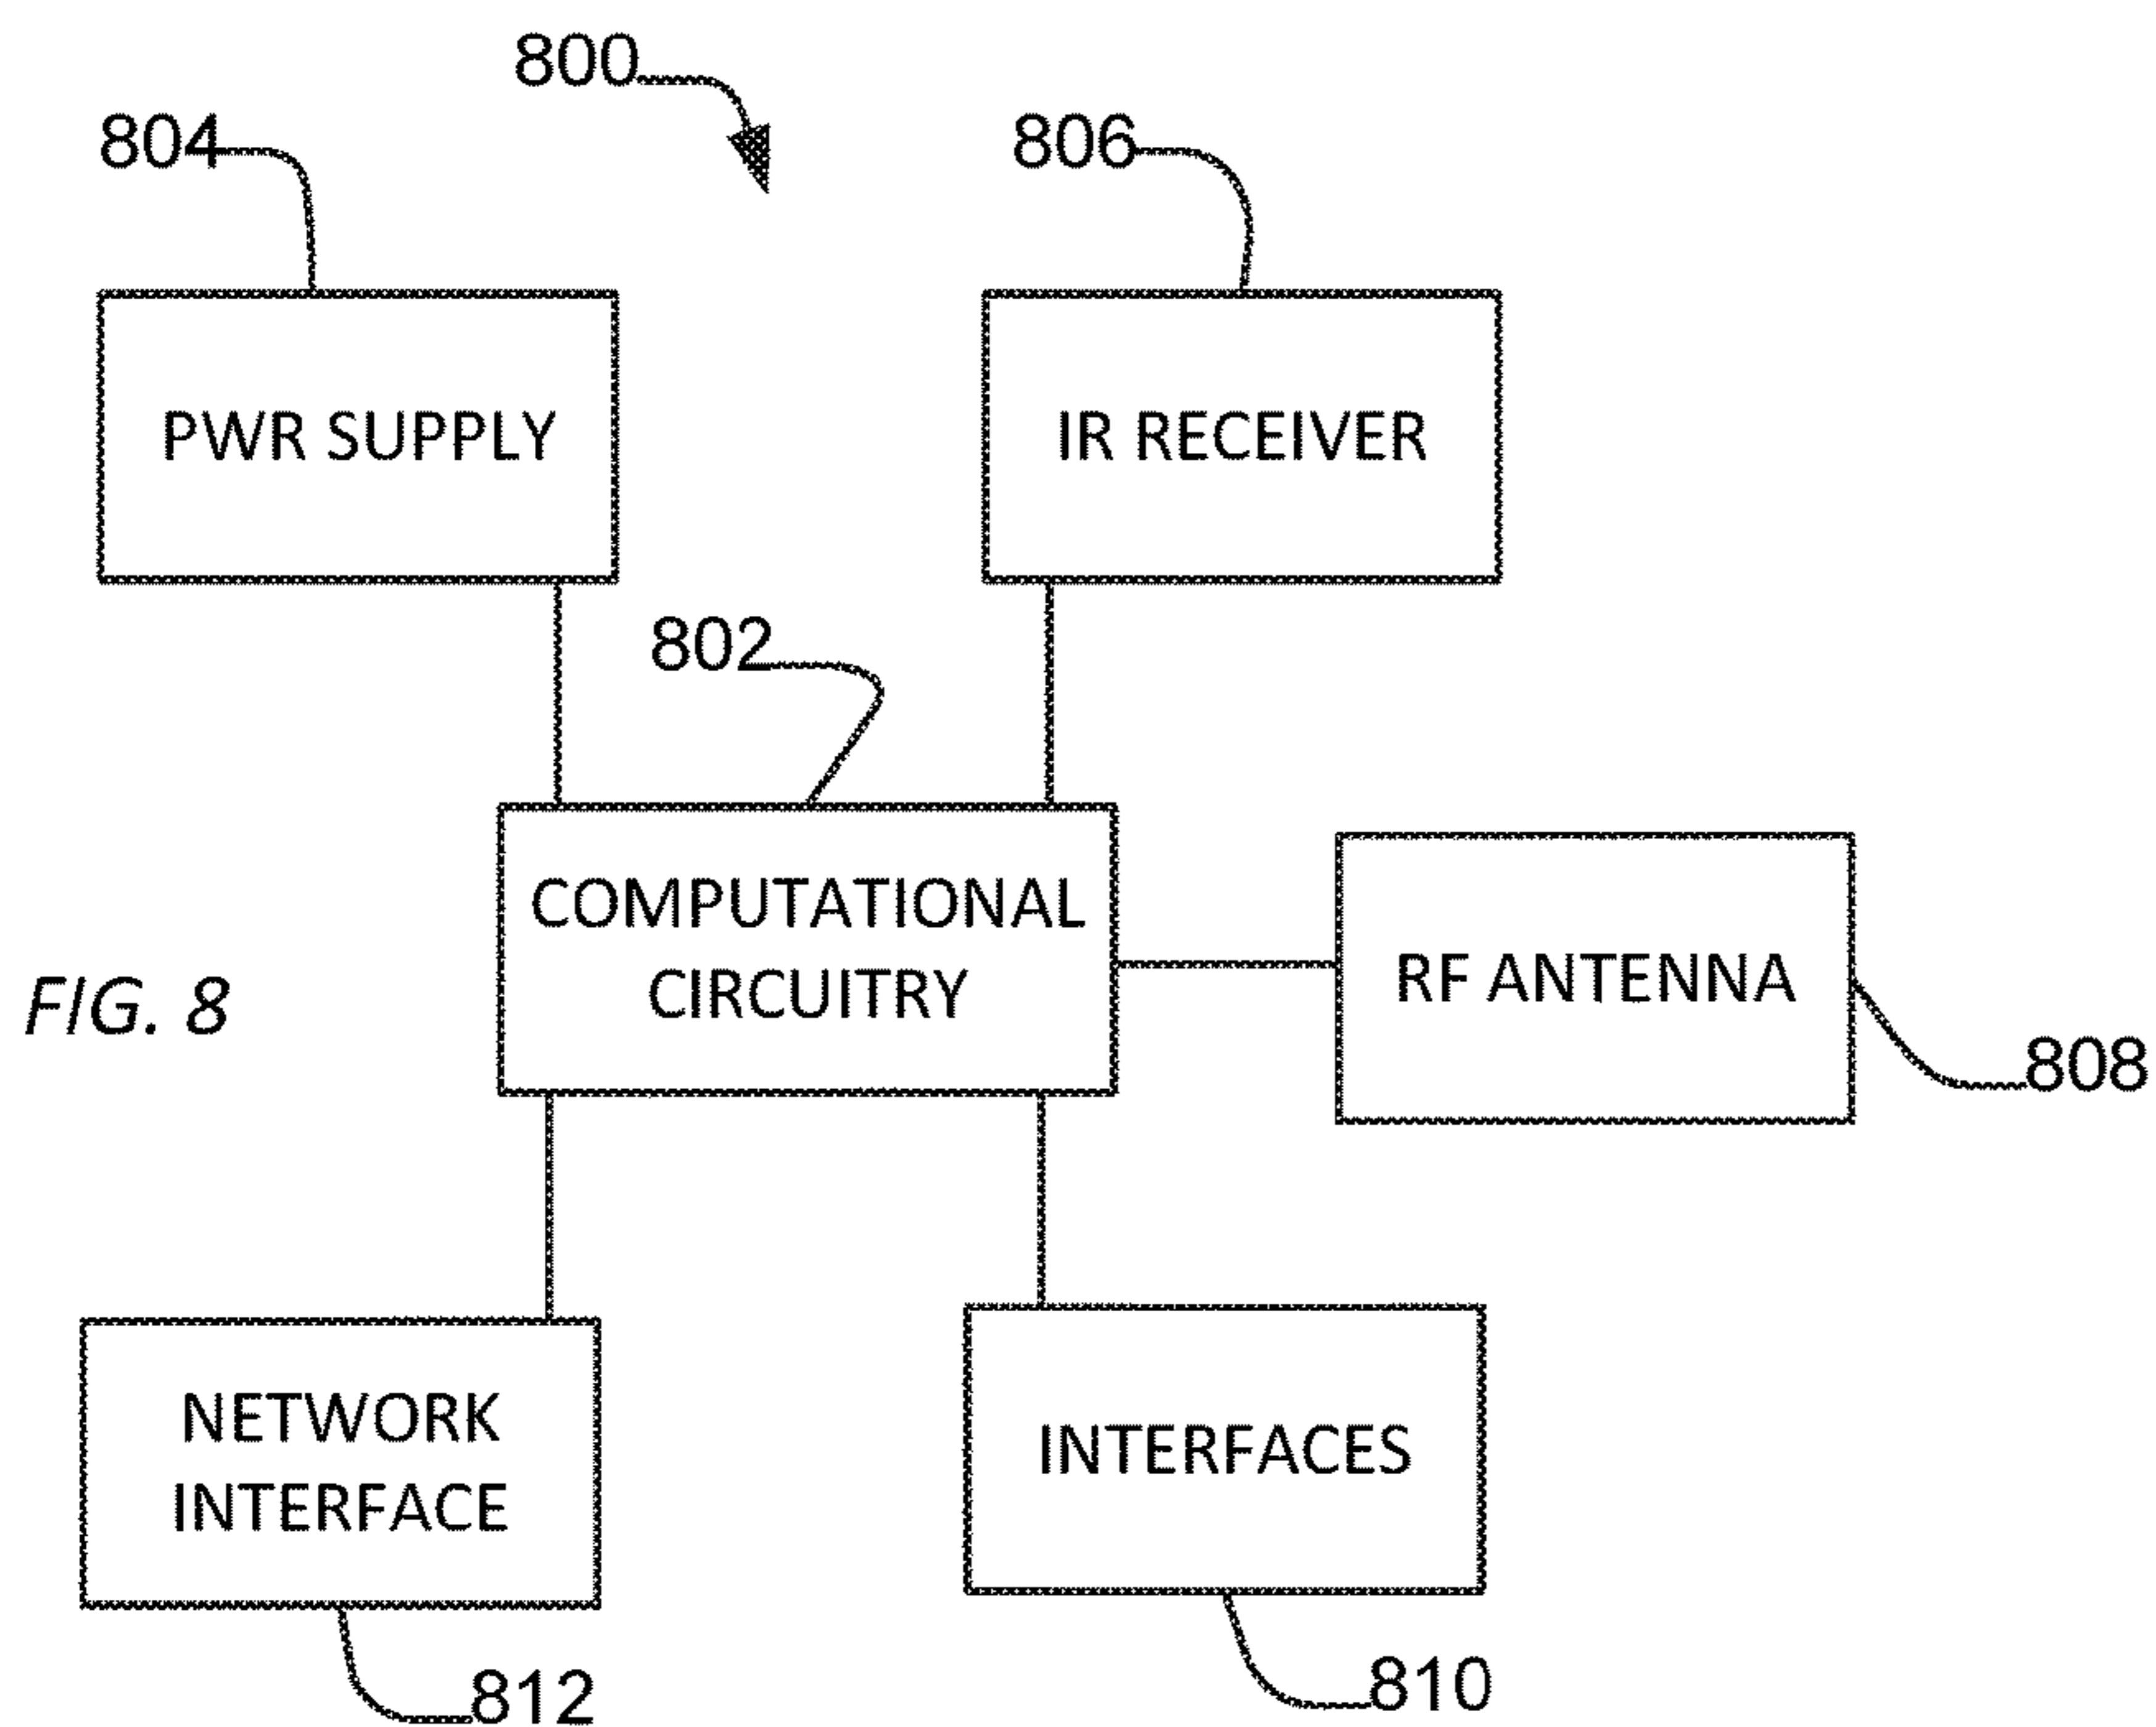 800
804
806
PWR SUPPLY
IR RECEIVER
802
COMPUTATIONAL
CIRCUITRY
RF ANTENNA
FIG. 8
808
NETWORK
INTERFACE
INTERFACES
812
810